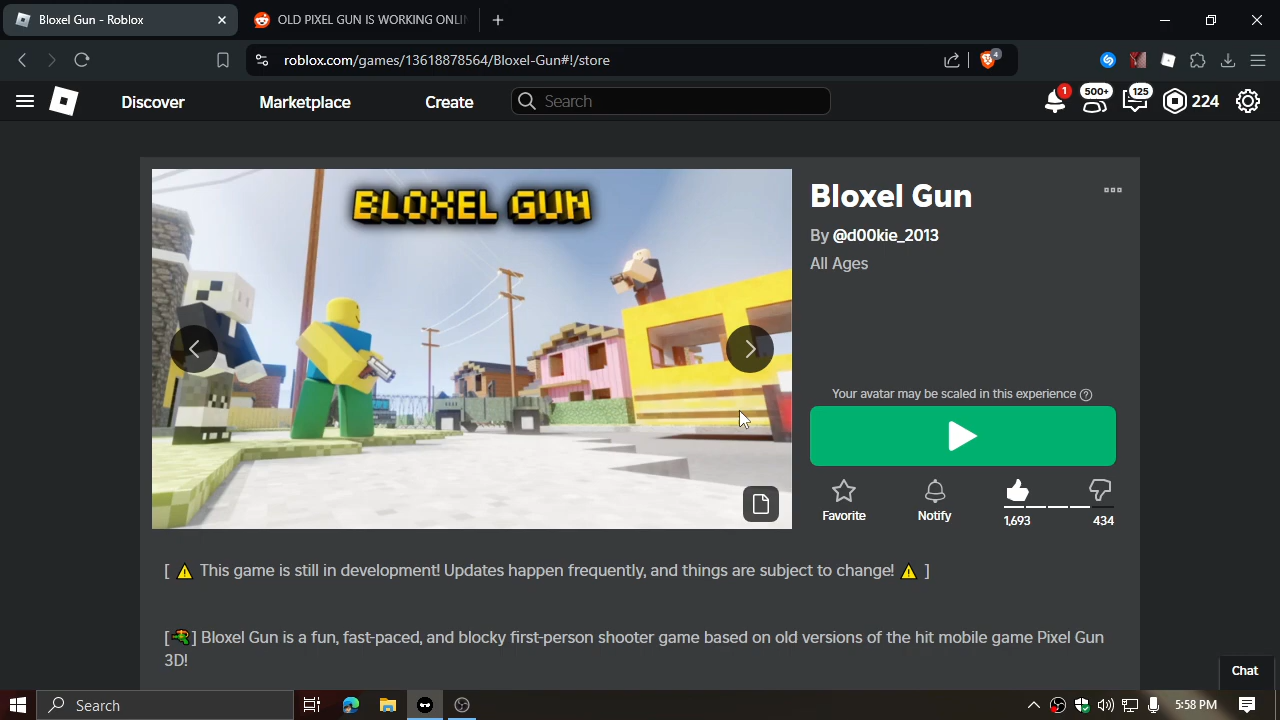 Bloxel Gun - Roblox
OLD PIXEL GUN IS WORKING ONLI
roblox.com/games/13618878564/Bloxel-Gun#!/store
4
Discover
Marketplace
Create
Search
1
500+
125
224
BLOXEL GUN
Bloxel Gun
By @d00kie_2013
All Ages
Your avatar may be scaled in this experience
Favorite
Notify
1,693
434
[ ⚠ This game is still in development! Updates happen frequently, and things are subject to change! ⚠ ]
[🔫] Bloxel Gun is a fun, fast-paced, and blocky first-person shooter game based on old versions of the hit mobile game Pixel Gun
3D!
Chat
Search
5:58 PM